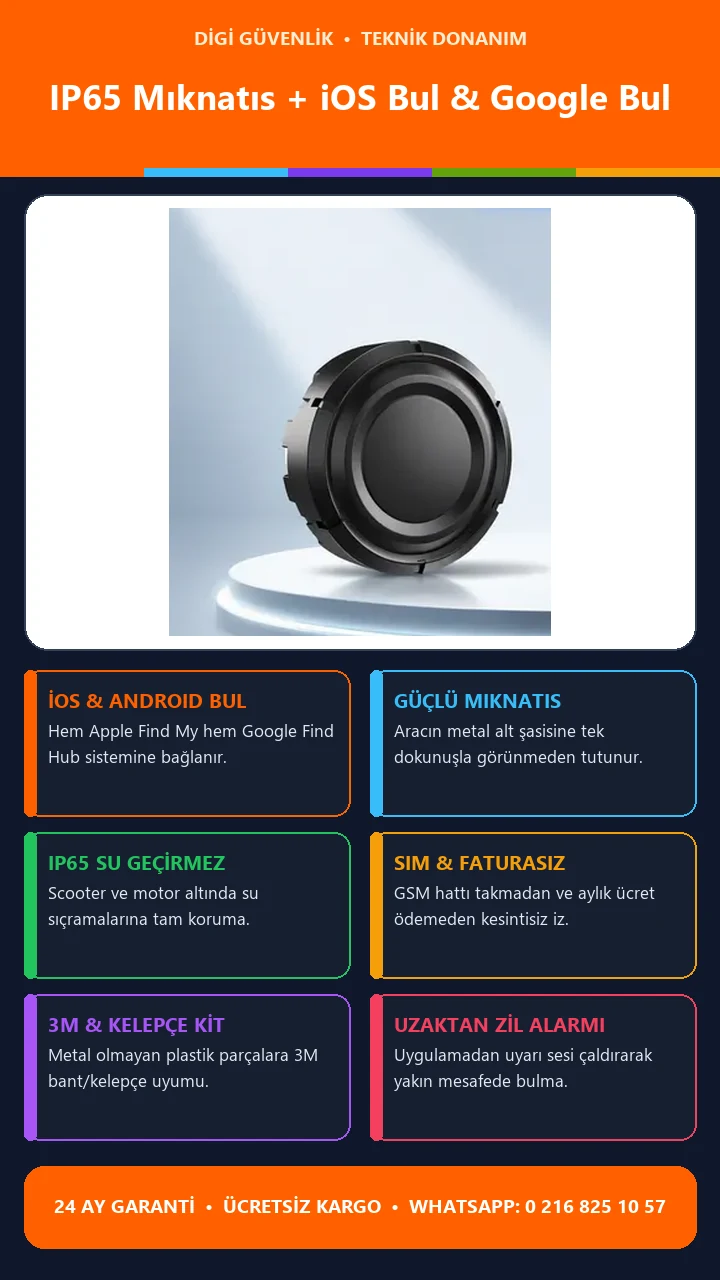 DİGİ GÜVENLİK • TEKNİK DONANIM
IP65 Mıknatıs + iOS Bul & Google Bul
İOS & ANDROID BUL
Hem Apple Find My hem Google Find
Hub sistemine bağlanır.
GÜÇLÜ MIKNATIS
Aracın metal alt şasisine tek
dokunuşla görünmeden tutunur.
IP65 SU GEÇİRMEZ
Scooter ve motor altında su
sıçramalarına tam koruma.
SIM & FATURASIZ
GSM hattı takmadan ve aylık ücret
ödemeden kesintisiz iz.
3M & KELEPÇE KİT
Metal olmayan plastik parçalara 3M
bant/kelepçe uyumu.
UZAKTAN ZİL ALARMI
Uygulamadan uyarı sesi çaldırarak
yakın mesafede bulma.
24 AY GARANTİ • ÜCRETSİZ KARGO • WHATSAPP: 0 216 825 10 57